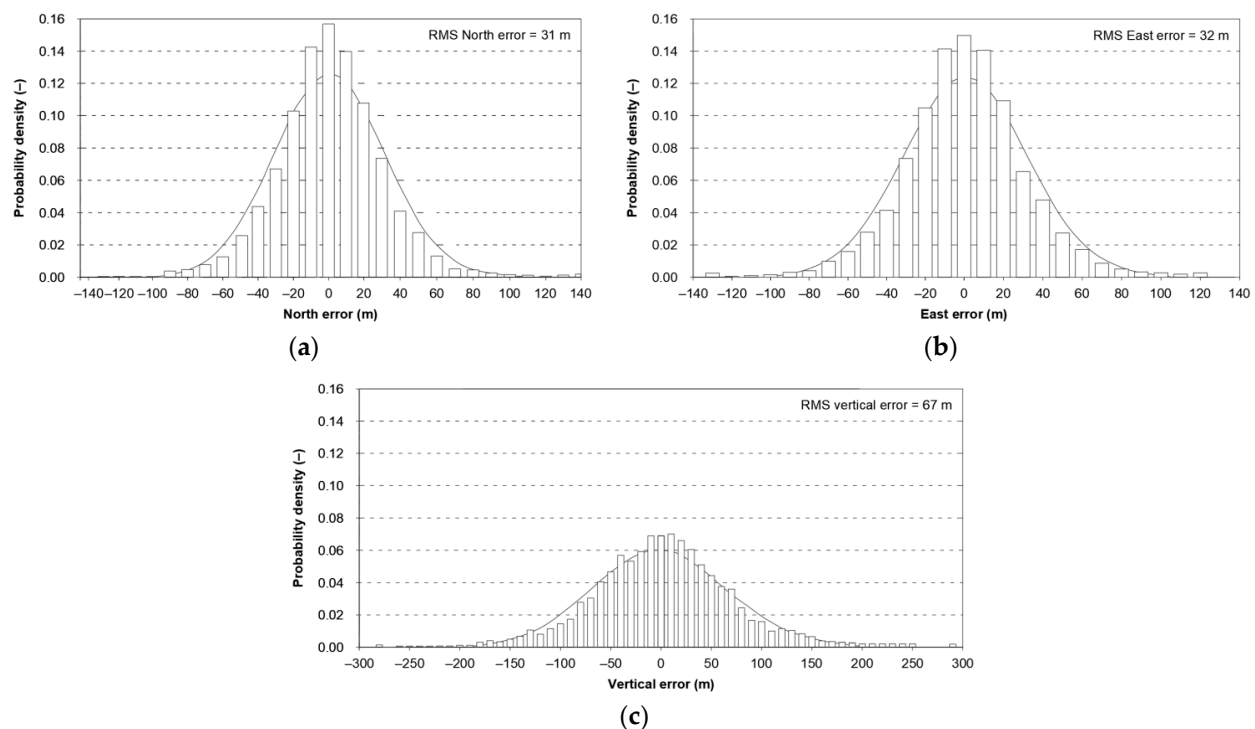 RMS North error = 31 m
Probability density (–)
0.16
0.14
0.12
0.10
0.08
0.06
0.04
0.02
0.00
–140 –120 –100 –80 –60 –40 –20 0 20 40 60 80 100 120 140
North error (m)
(a)
RMS East error = 32 m
Probability density (–)
0.16
0.14
0.12
0.10
0.08
0.06
0.04
0.02
0.00
–140 –120 –100 –80 –60 –40 –20 0 20 40 60 80 100 120 140
East error (m)
(b)
RMS vertical error = 67 m
Probability density (–)
0.16
0.14
0.12
0.10
0.08
0.06
0.04
0.02
0.00
–300 –250 –200 –150 –100 –50 0 50 100 150 200 250 300
Vertical error (m)
(c)